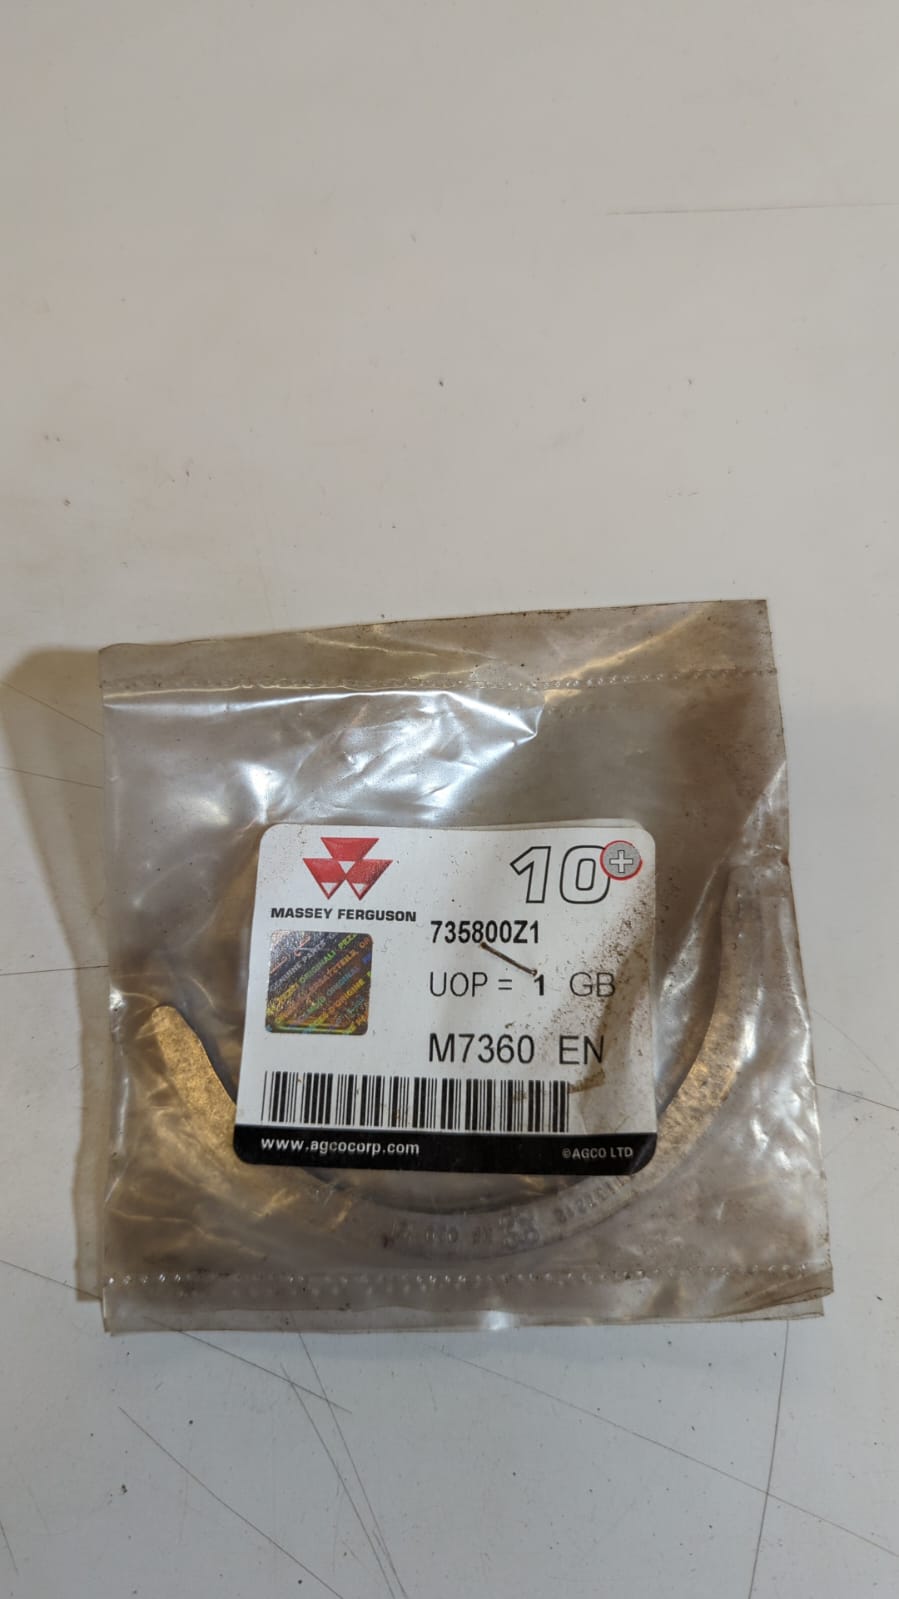 MASSEY FERGUSON
10+
735800Z1
UOP = 1 GB
M7360 EN
www.agcocorp.com
©AGCO LTD